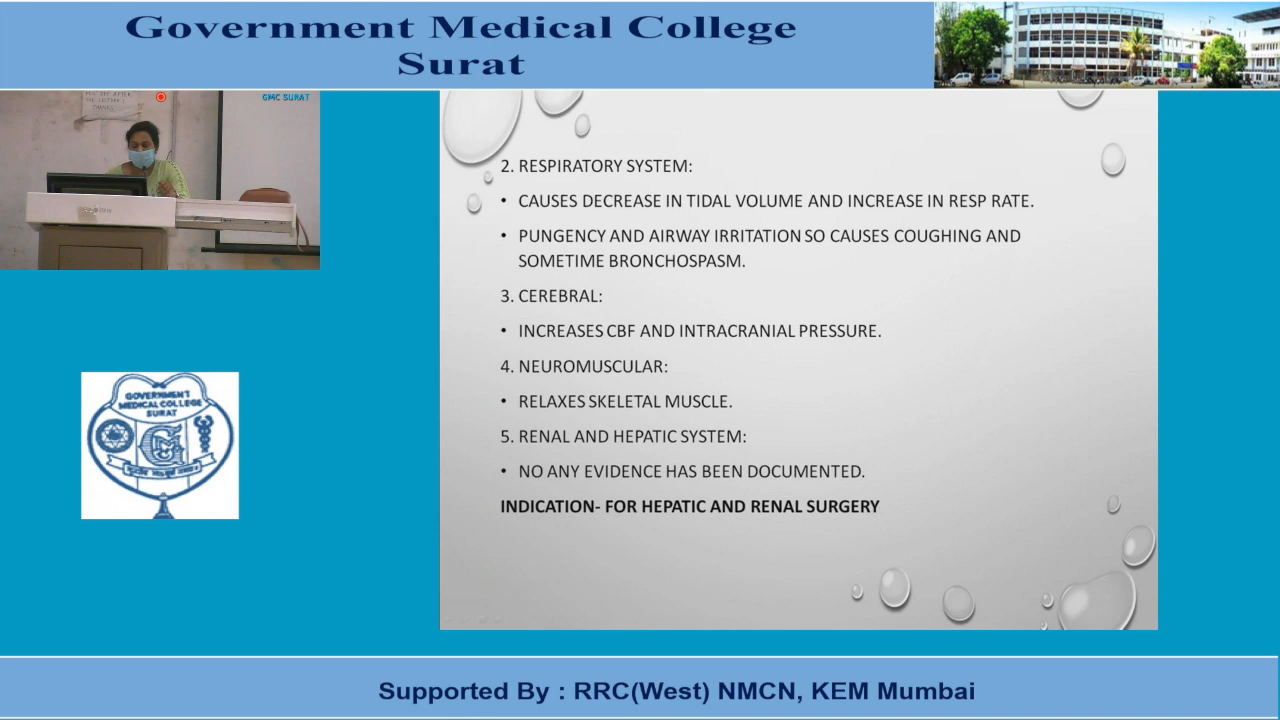 Government Medical College
Surat
GMC SURAT
2. RESPIRATORY SYSTEM:
• CAUSES DECREASE IN TIDAL VOLUME AND INCREASE IN RESP RATE.
• PUNGENCY AND AIRWAY IRRITATION SO CAUSES COUGHING AND
SOMETIME BRONCHOSPASM.
3. CEREBRAL:
• INCREASES CBF AND INTRACRANIAL PRESSURE.
4. NEUROMUSCULAR:
• RELAXES SKELETAL MUSCLE.
5. RENAL AND HEPATIC SYSTEM:
• NO ANY EVIDENCE HAS BEEN DOCUMENTED.
INDICATION- FOR HEPATIC AND RENAL SURGERY
GOVERNMENT
MEDICAL COLLEGE
SURAT
Supported By : RRC(West) NMCN, KEM Mumbai